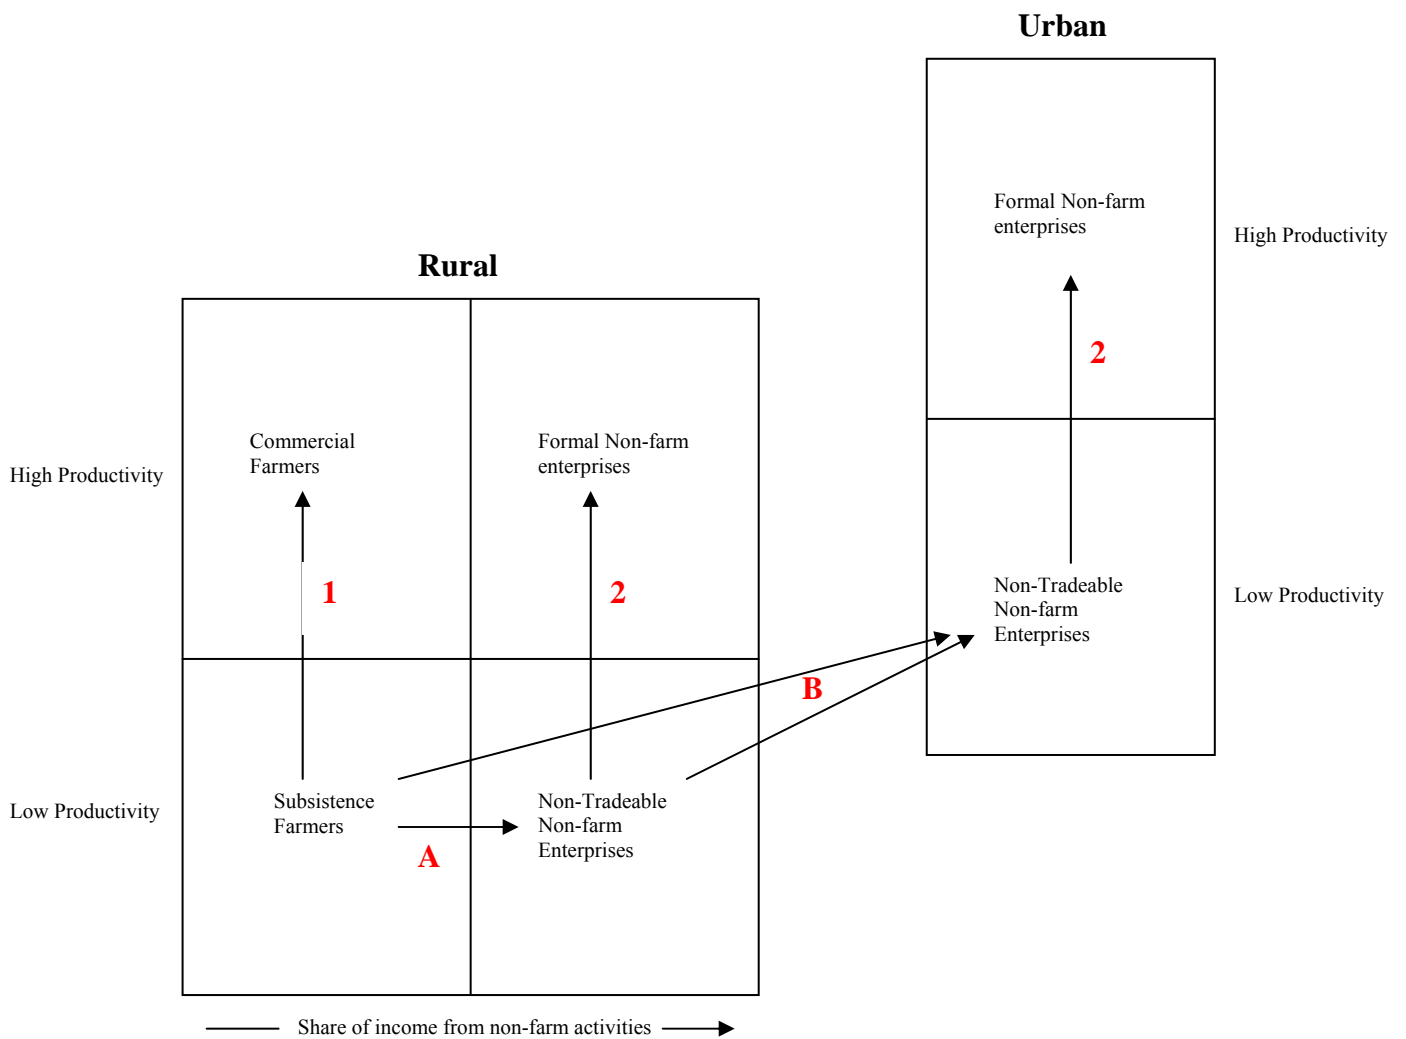 Urban
Formal Non-farm
enterprises
High Productivity
Rural
2
Commercial
Farmers
Formal Non-farm
enterprises
High Productivity
1
2
Non-Tradeable
Non-farm
Enterprises
Low Productivity
B
Low Productivity
Subsistence
Farmers
Non-Tradeable
Non-farm
Enterprises
A
Share of income from non-farm activities